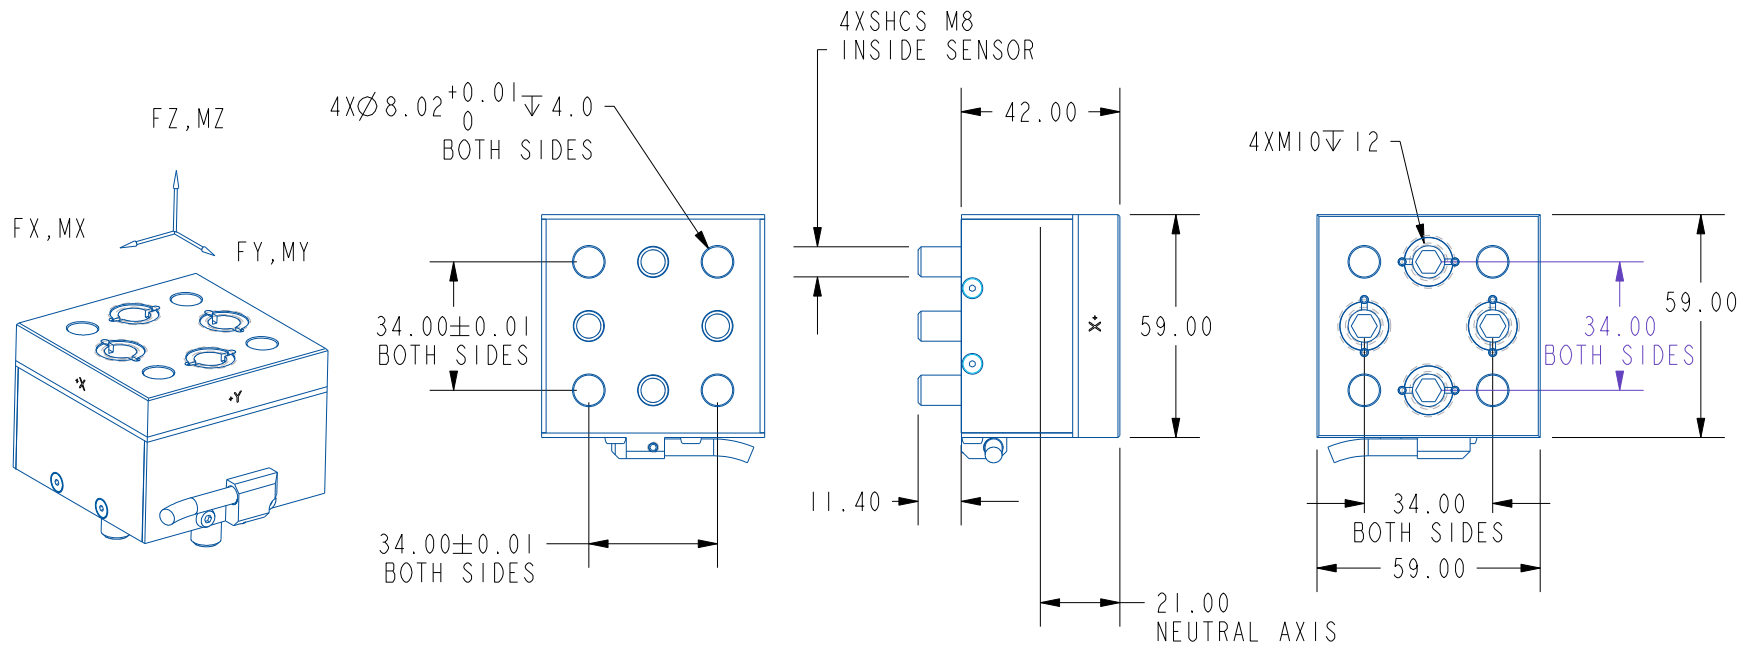 4XSHCS M8
INSIDE SENSOR
4X⌀8.02 +0.01 0 ↧ 4.0
BOTH SIDES
FZ,MZ
FX,MX
FY,MY
42.00
4XM10↧12
34.00±0.01
BOTH SIDES
X+
59.00
34.00
BOTH SIDES
59.00
+X
+Y
11.40
34.00
BOTH SIDES
34.00±0.01
BOTH SIDES
59.00
21.00
NEUTRAL AXIS